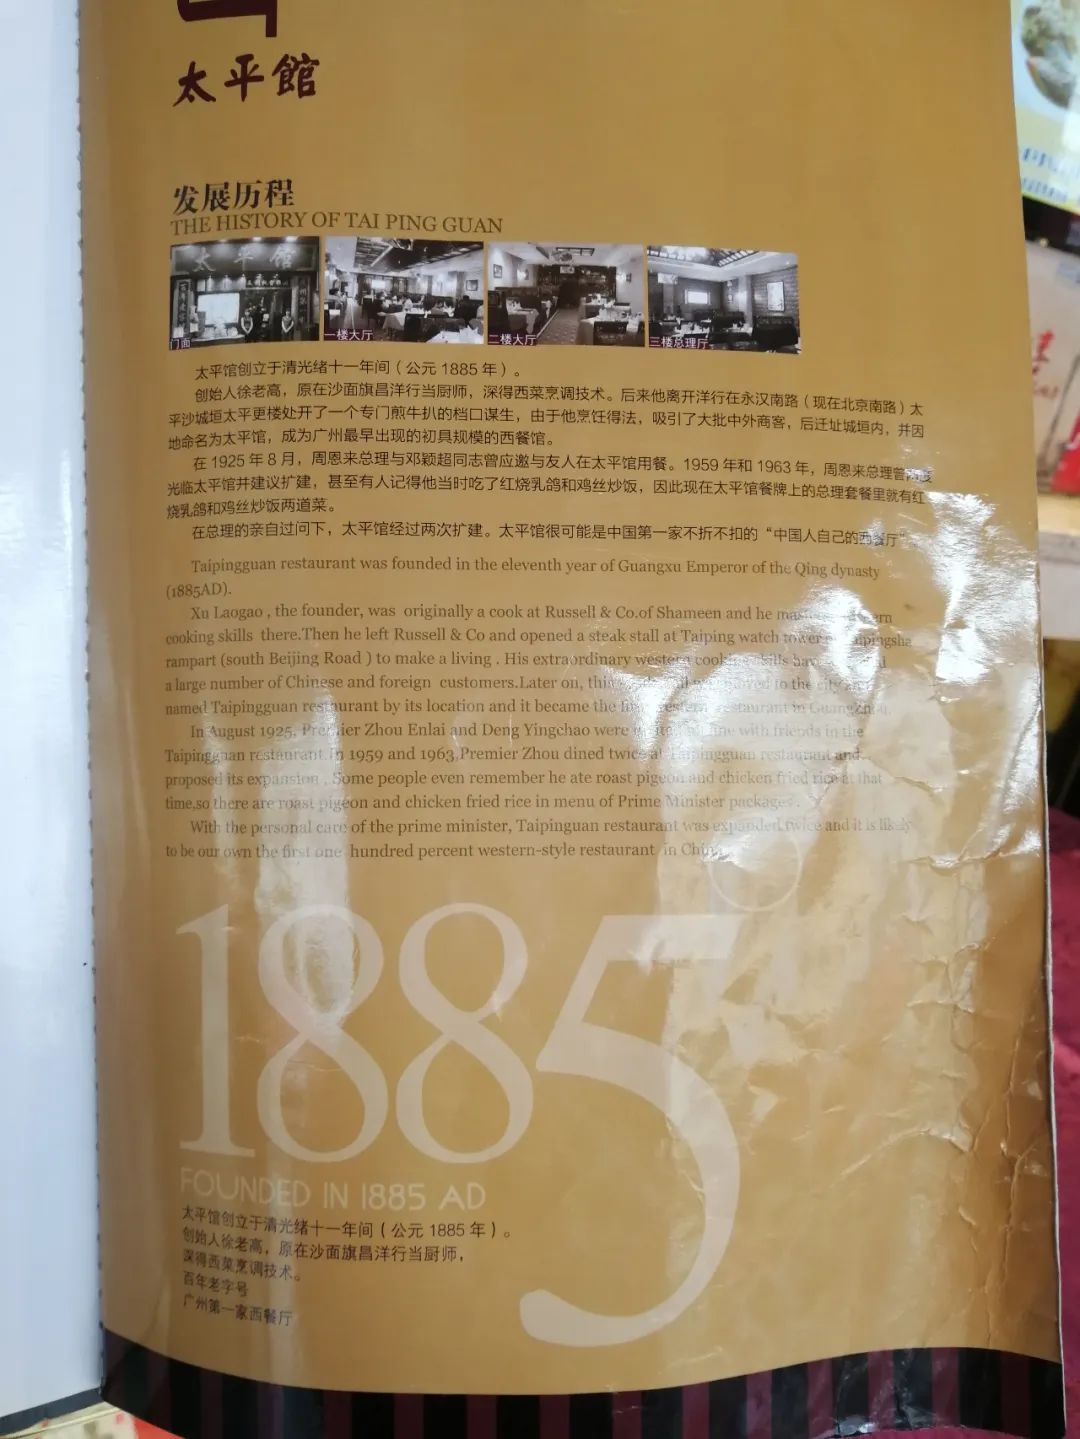 太平館
发展历程
THE HISTORY OF TAI PING GUAN
太平館
门面
一楼大厅
二楼大厅
三楼总理厅
太平馆创立于清光绪十一年间（公元 1885 年）。
创始人徐老高，原在沙面旗昌洋行当厨师，深得西菜烹调技术。后来他离开洋行在永汉南路（现在北京南路）太
平沙城垣太平更楼处开了一个专门煎牛扒的档口谋生，由于他烹饪得法，吸引了大批中外商客，后迁址城垣内，并因
地命名为太平馆，成为广州最早出现的初具规模的西餐馆。
在 1925 年 8 月，周恩来总理与邓颖超同志曾应邀与友人在太平馆用餐。1959 年和 1963 年，周恩来总理曾两度
光临太平馆并建议扩建，甚至有人记得他当时吃了红烧乳鸽和鸡丝炒饭，因此现在太平馆餐牌上的总理套餐里就有红
烧乳鸽和鸡丝炒饭两道菜。
在总理的亲自过问下，太平馆经过两次扩建。太平馆很可能是中国第一家不折不扣的“中国人自己的西餐厅”。
Taipingguan restaurant was founded in the eleventh year of Guangxu Emperor of the Qing dynasty
(1885AD).
Xu Laogao , the founder, was originally a cook at Russell & Co.of Shameen and he
cooking skills there.Then he left Russell & Co and opened a steak stall at Taiping watch tower
rampart (south Beijing Road ) to make a living . His extraordinary western cooking skills
a large number of Chinese and foreign customers.Later on, moved to the city
named Taipingguan restaurant by its location and it became the first western restaurant in
In August 1925, Premier Zhou Enlai and Deng Yingchao were with friends in the
Taipingguan restaurant.In 1959 and 1963,Premier Zhou dined twice at Taipingguan restaurant and
proposed its expansion . Some people even remember he ate roast pigeon and chicken fried rice at that
time,so there are roast pigeon and chicken fried rice in menu of Prime Minister packages .
With the personal care of the prime minister, Taipinguan restaurant was expanded twice and it is likely
to be our own the first one hundred percent western-style restaurant in
1885
FOUNDED IN 1885 AD
太平馆创立于清光绪十一年间（公元 1885 年）。
创始人徐老高，原在沙面旗昌洋行当厨师，
深得西菜烹调技术。
百年老字号
广州第一家西餐厅